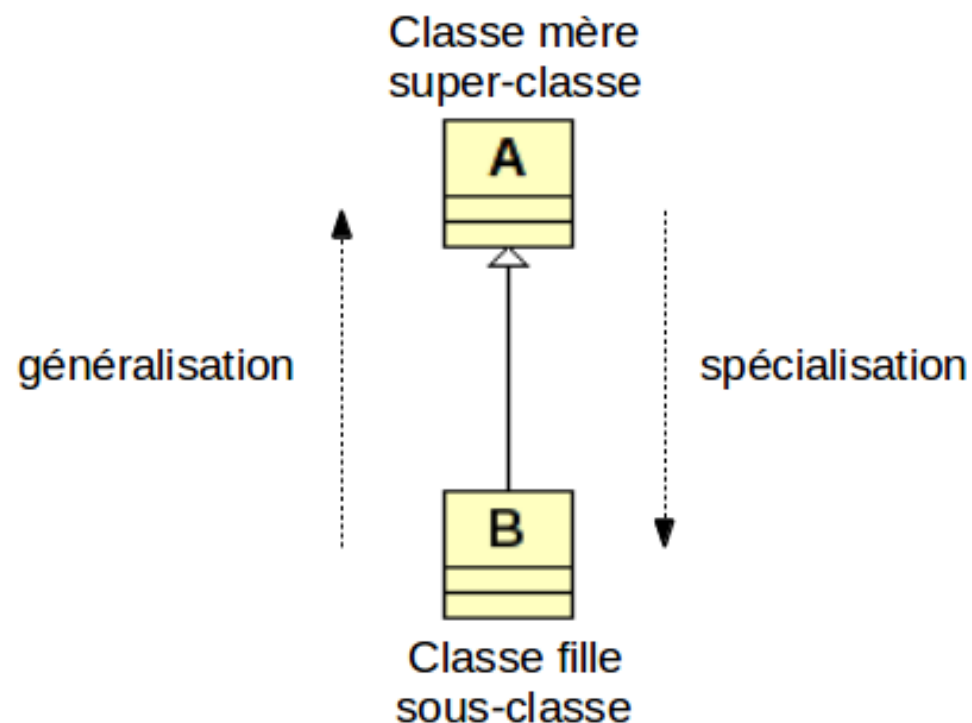 Classe mère
super-classe
A
généralisation
spécialisation
B
Classe fille
sous-classe